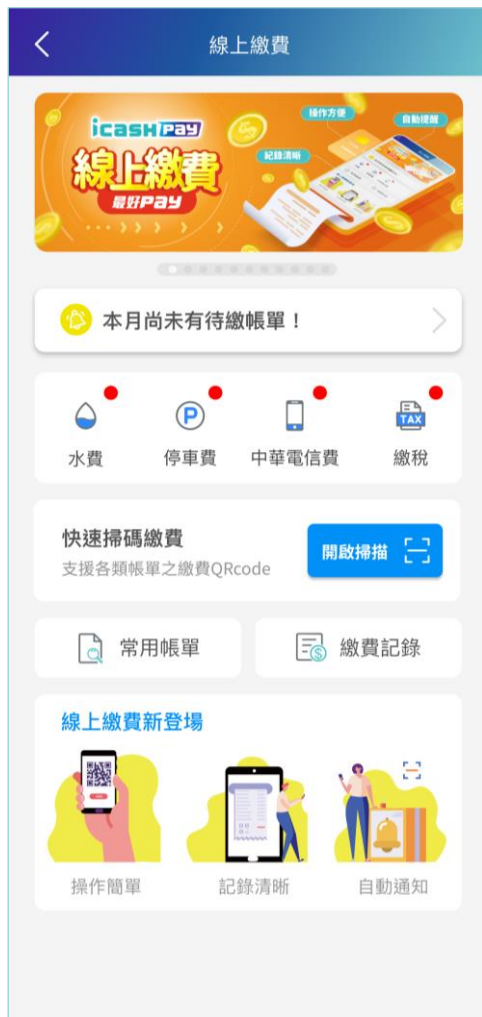 線上繳費
icash Pay
操作方便
自動提醒
紀錄清晰
線上繳費
最好Pay
本月尚未有待繳帳單！
水費
停車費
中華電信費
TAX
繳稅
快速掃碼繳費
支援各類帳單之繳費QRcode
開啟掃描
常用帳單
繳費記錄
線上繳費新登場
操作簡單
記錄清晰
自動通知